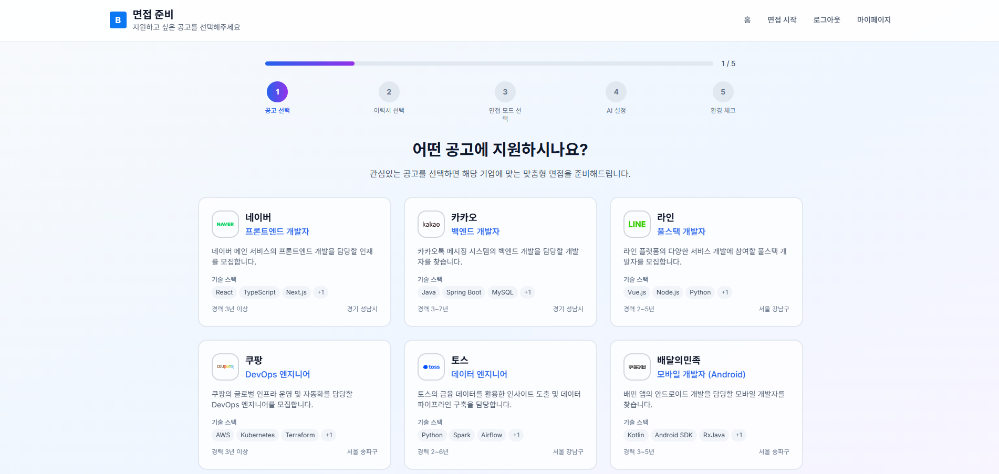 B
면접 준비
지원하고 싶은 공고를 선택해주세요
홈 면접 시작 로그아웃 마이페이지
1 / 5
1 2 3 4 5
공고 선택 이력서 선택 면접 모드 선 AI 설정 환경 체크
택
어떤 공고에 지원하시나요?
관심있는 공고를 선택하면 해당 기업에 맞는 맞춤형 면접을 준비해드립니다.
NAVER
네이버
프론트엔드 개발자
네이버 메인 서비스의 프론트엔드 개발을 담당할 인재
를 모집합니다.
기술 스택
React TypeScript Next.js +1
경력 3년 이상 경기 성남시
kakao
카카오
백엔드 개발자
카카오톡 메시징 시스템의 백엔드 개발을 담당할 개발
자를 찾습니다.
기술 스택
Java Spring Boot MySQL +1
경력 3~7년 경기 성남시
LINE
라인
풀스택 개발자
라인 플랫폼의 다양한 서비스 개발에 참여할 풀스택 개
발자를 모집합니다.
기술 스택
Vue.js Node.js Python +1
경력 2~5년 서울 강남구
coupang
쿠팡
DevOps 엔지니어
쿠팡의 글로벌 인프라 운영 및 자동화를 담당할
DevOps 엔지니어를 모집합니다.
기술 스택
AWS Kubernetes Terraform +1
경력 3년 이상 서울 송파구
toss
토스
데이터 엔지니어
토스의 금융 데이터를 활용한 인사이트 도출 및 데이터
파이프라인 구축을 담당합니다.
기술 스택
Python Spark Airflow +1
경력 2~6년 서울 강남구
배달의민족
모바일 개발자 (Android)
배민 앱의 안드로이드 개발을 담당할 모바일 개발자를
찾습니다.
기술 스택
Kotlin Android SDK RxJava +1
경력 3~5년 서울 송파구